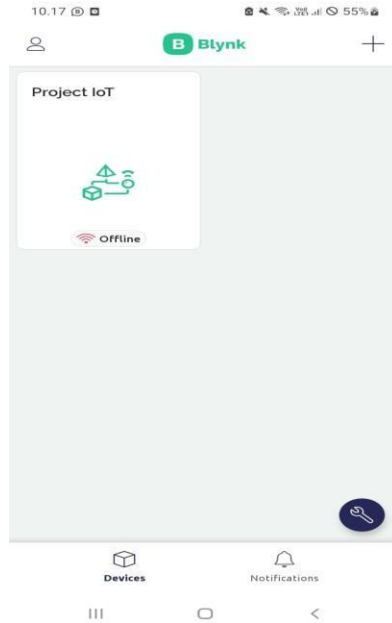 10.17 55%
B Blynk
Project IoT
Offline
Devices
Notifications